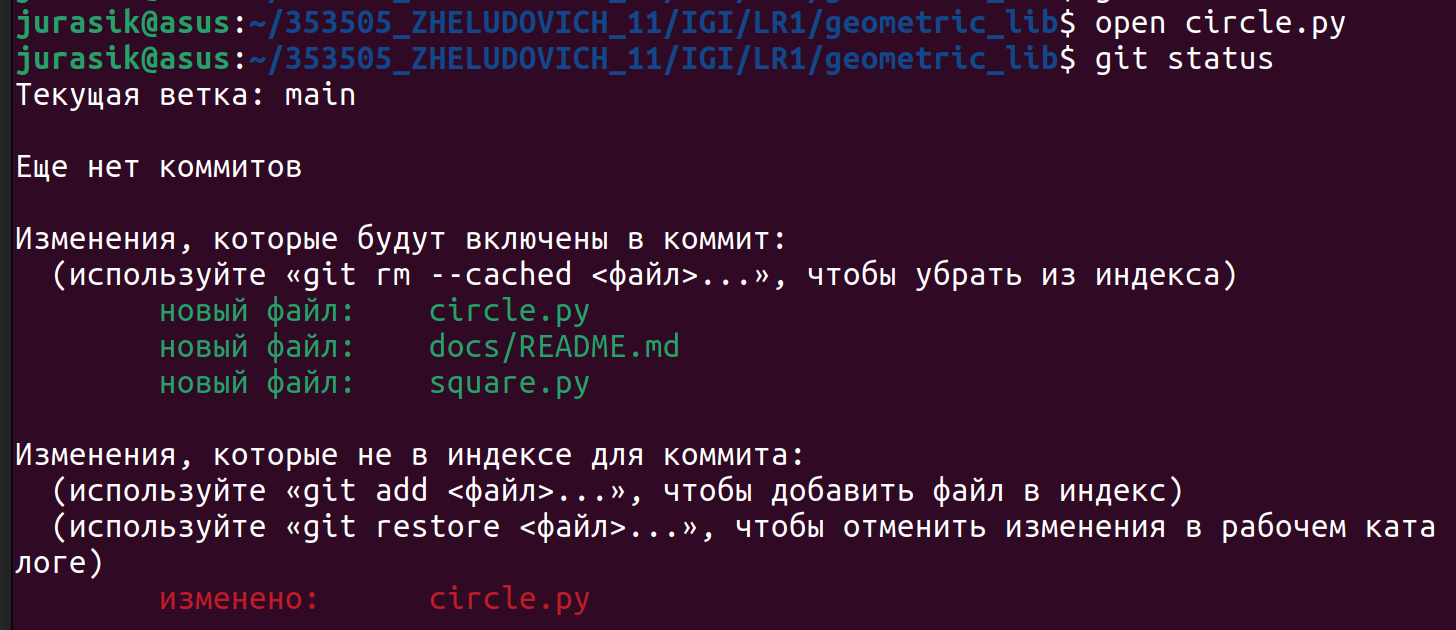 jurasik@asus:~/353505_ZHELUDOVICH_11/IGI/LR1/geometric_lib$ open circle.py
jurasik@asus:~/353505_ZHELUDOVICH_11/IGI/LR1/geometric_lib$ git status
Текущая ветка: main
Еще нет коммитов
Изменения, которые будут включены в коммит:
(используйте «git rm --cached <файл>...», чтобы убрать из индекса)
новый файл: circle.py
новый файл: docs/README.md
новый файл: square.py
Изменения, которые не в индексе для коммита:
(используйте «git add <файл>...», чтобы добавить файл в индекс)
(используйте «git restore <файл>...», чтобы отменить изменения в рабочем ката
логе)
изменено: circle.py